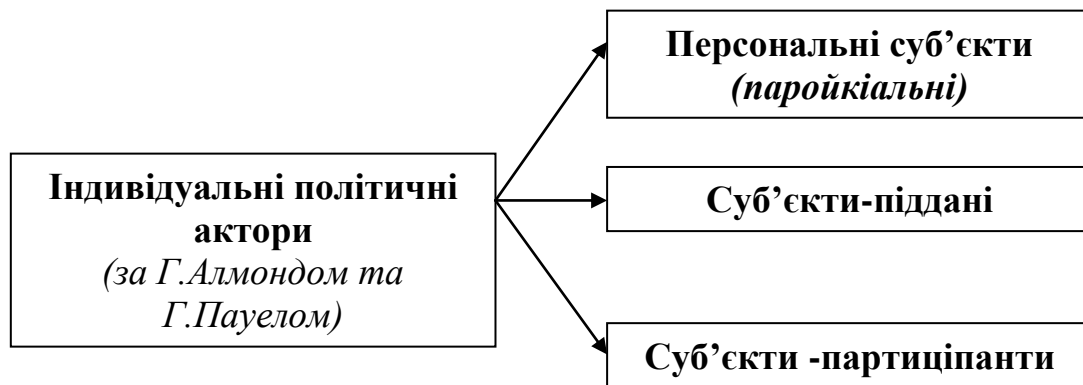 Індивідуальні політичні
актори
(за Г.Алмондом та
Г.Пауелом)
Персональні суб’єкти
(паройкіальні)
Суб’єкти-піддані
Суб’єкти -партиціпанти